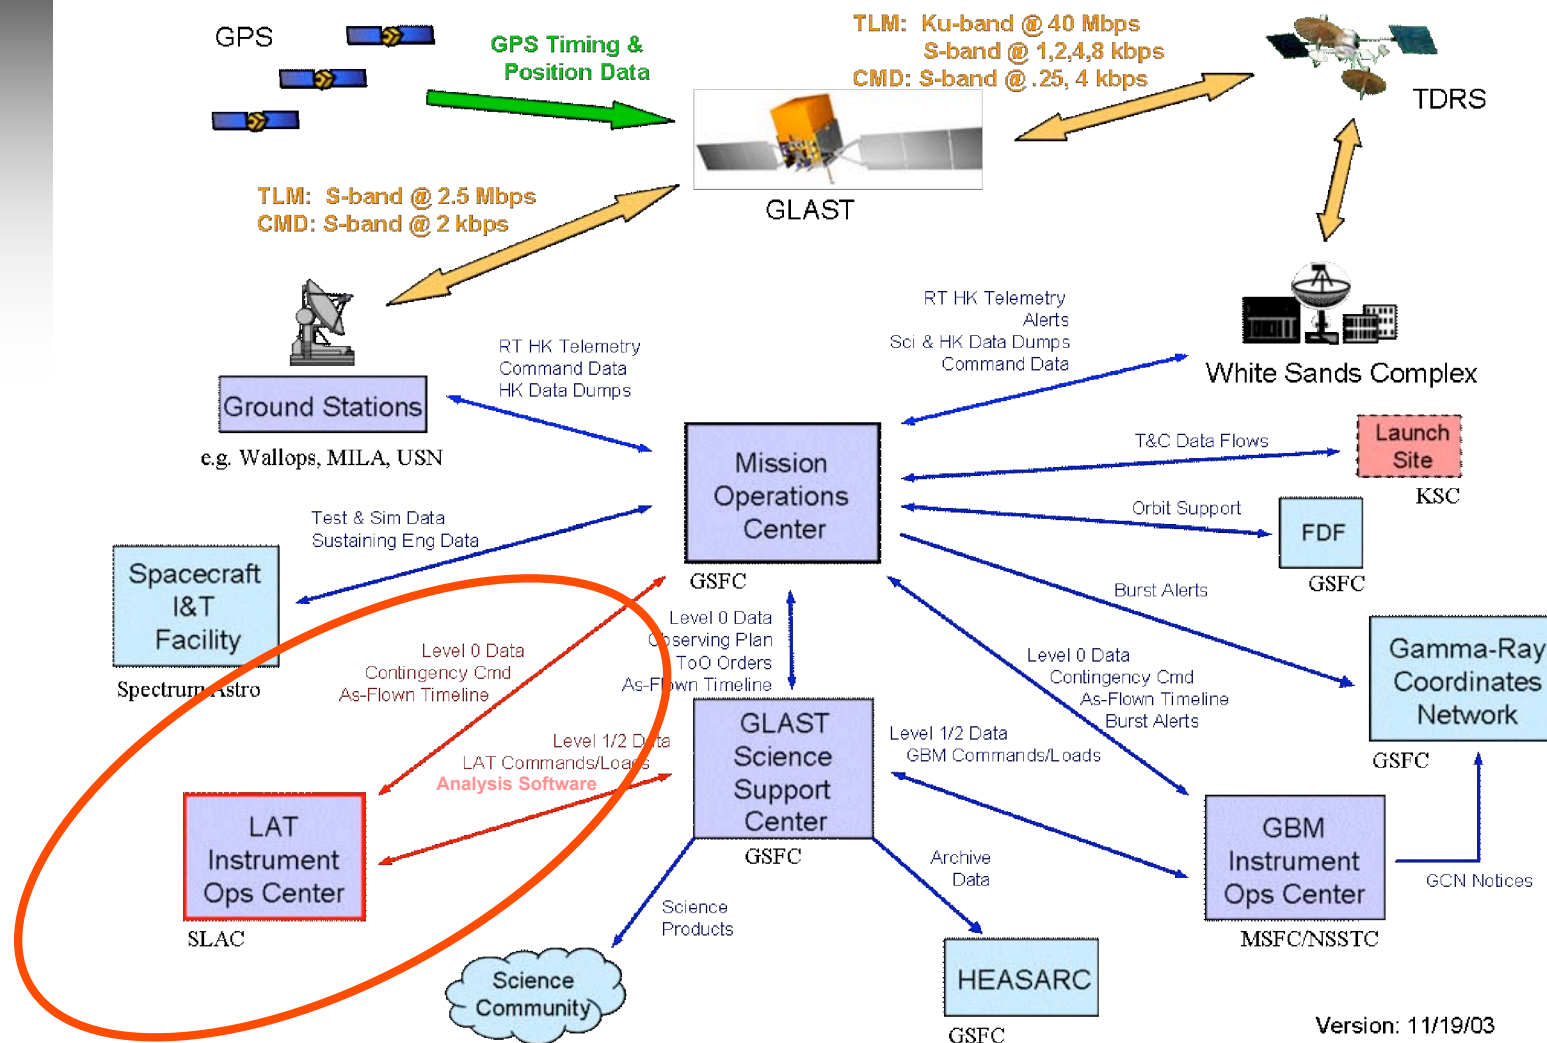 GPS
GPS Timing &
Position Data
TLM: Ku-band @ 40 Mbps
S-band @ 1,2,4,8 kbps
CMD: S-band @ .25, 4 kbps
TDRS
TLM: S-band @ 2.5 Mbps
CMD: S-band @ 2 kbps
GLAST
RT HK Telemetry
Alerts
Sci & HK Data Dumps
Command Data
White Sands Complex
RT HK Telemetry
Command Data
HK Data Dumps
Ground Stations
e.g. Wallops, MILA, USN
Mission
Operations
Center
GSFC
T&C Data Flows
Launch
Site
KSC
Orbit Support
FDF
GSFC
Test & Sim Data
Sustaining Eng Data
Spacecraft
I&T
Facility
Spectrum Astro
Burst Alerts
Gamma-Ray
Coordinates
Network
GSFC
Level 0 Data
Contingency Cmd
As-Flown Timeline
Level 0 Data
Observing Plan
ToO Orders
As-Flown Timeline
Level 0 Data
Contingency Cmd
As-Flown Timeline
Burst Alerts
Level 1/2 Data
LAT Commands/Loads
Analysis Software
GLAST
Science
Support
Center
GSFC
Level 1/2 Data
GBM Commands/Loads
LAT
Instrument
Ops Center
SLAC
GBM
Instrument
Ops Center
MSFC/NSSTC
GCN Notices
Science
Products
Archive
Data
Science
Community
HEASARC
GSFC
Version: 11/19/03